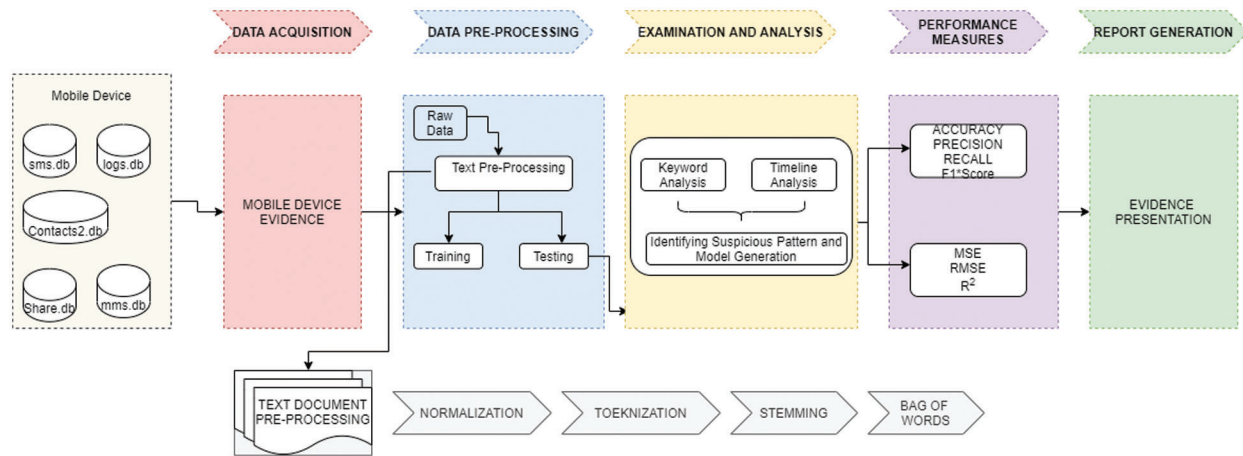 DATA ACQUISITION
DATA PRE-PROCESSING
EXAMINATION AND ANALYSIS
PERFORMANCE
MEASURES
REPORT GENERATION
Mobile Device
sms.db
logs.db
Contacts2.db
Share.db
mms.db
MOBILE DEVICE
EVIDENCE
Raw
Data
Text Pre-Processing
Training
Testing
Keyword
Analysis
Timeline
Analysis
Identifying Suspicious Pattern and
Model Generation
ACCURACY
PRECISION
RECALL
F1*Score
MSE
RMSE
R²
EVIDENCE
PRESENTATION
TEXT DOCUMENT
PRE-PROCESSING
NORMALIZATION
TOEKNIZATION
STEMMING
BAG OF
WORDS